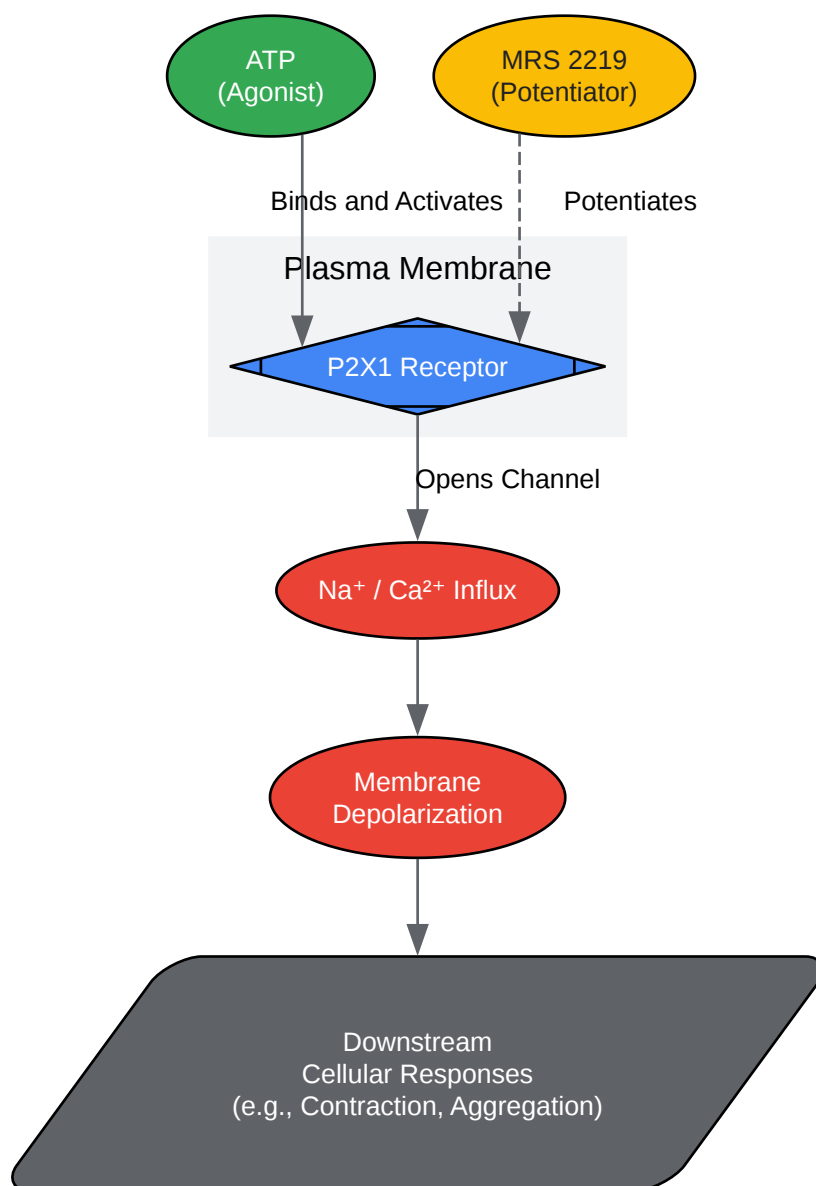 ATP
(Agonist)
MRS 2219
(Potentiator)
Binds and Activates
Potentiates
Plasma Membrane
P2X1 Receptor
Opens Channel
Na⁺ / Ca²⁺ Influx
Membrane
Depolarization
Downstream
Cellular Responses
(e.g., Contraction, Aggregation)